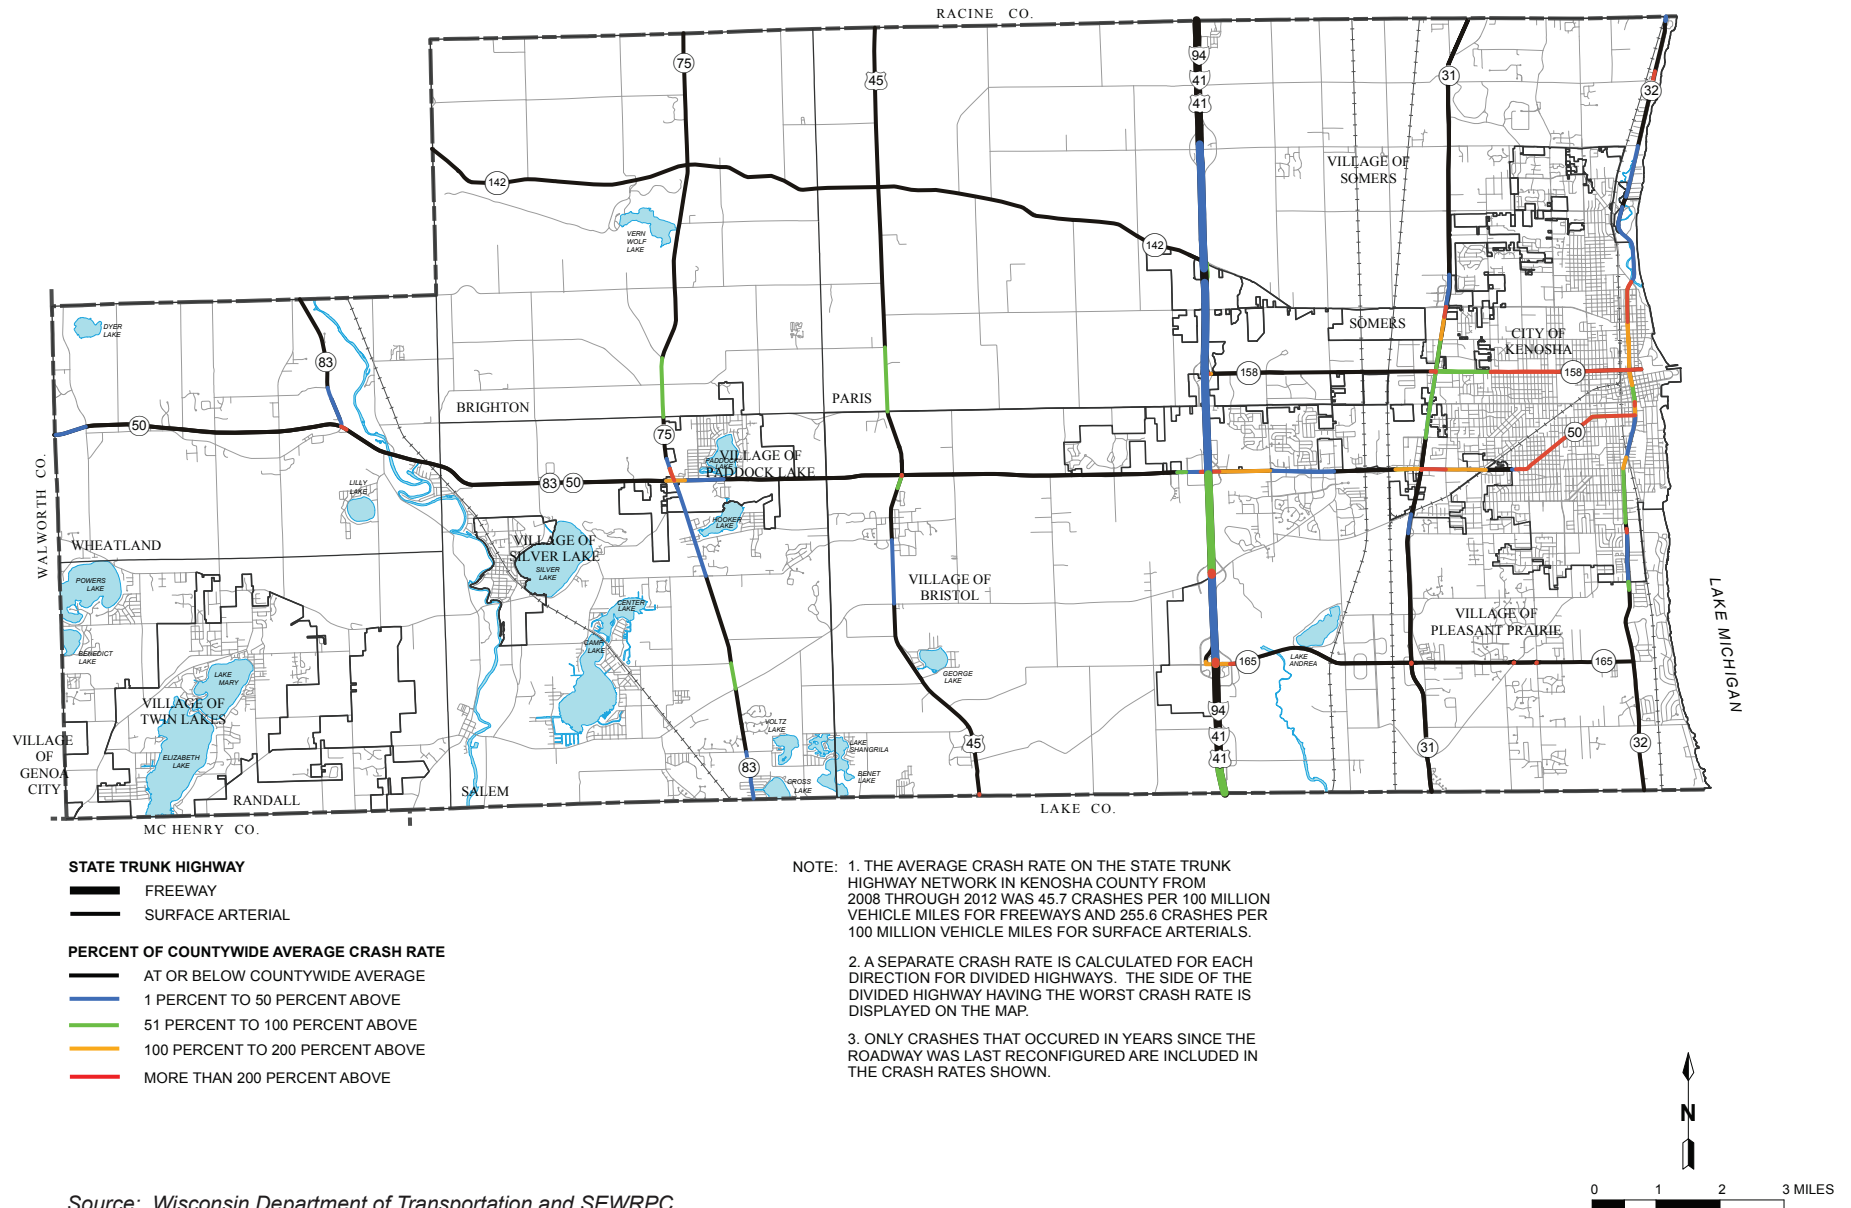 RACINE CO.
94
41
41
75
45
31
32
142
VILLAGE OF
SOMERS
142
VERN
WOLF
LAKE
DYER
LAKE
SOMERS
CITY OF
KENOSHA
83
158
158
BRIGHTON
PARIS
50
75
50
VILLAGE OF
PADDOCK LAKE
PADDOCK
LAKE
WALWORTH CO.
83
50
LILLY
LAKE
HOOKER
LAKE
WHEATLAND
VILLAGE OF
SILVER LAKE
SILVER
LAKE
POWERS
LAKE
VILLAGE OF
BRISTOL
LAKE MICHIGAN
CENTER
LAKE
VILLAGE OF
PLEASANT PRAIRIE
CAMP
LAKE
BENEDICT
LAKE
LAKE
ANDREA
165
165
LAKE
MARY
GEORGE
LAKE
VILLAGE OF
TWIN LAKES
94
41
41
VOLTZ
LAKE
LAKE
SHANGRILA
45
31
32
VILLAGE
OF
GENOA
CITY
ELIZABETH
LAKE
83
BENET
LAKE
CROSS
LAKE
RANDALL
SALEM
LAKE CO.
MC HENRY CO.
STATE TRUNK HIGHWAY
FREEWAY
SURFACE ARTERIAL
PERCENT OF COUNTYWIDE AVERAGE CRASH RATE
AT OR BELOW COUNTYWIDE AVERAGE
1 PERCENT TO 50 PERCENT ABOVE
51 PERCENT TO 100 PERCENT ABOVE
100 PERCENT TO 200 PERCENT ABOVE
MORE THAN 200 PERCENT ABOVE
NOTE: 1. THE AVERAGE CRASH RATE ON THE STATE TRUNK
HIGHWAY NETWORK IN KENOSHA COUNTY FROM
2008 THROUGH 2012 WAS 45.7 CRASHES PER 100 MILLION
VEHICLE MILES FOR FREEWAYS AND 255.6 CRASHES PER
100 MILLION VEHICLE MILES FOR SURFACE ARTERIALS.
2. A SEPARATE CRASH RATE IS CALCULATED FOR EACH
DIRECTION FOR DIVIDED HIGHWAYS. THE SIDE OF THE
DIVIDED HIGHWAY HAVING THE WORST CRASH RATE IS
DISPLAYED ON THE MAP.
3. ONLY CRASHES THAT OCCURED IN YEARS SINCE THE
ROADWAY WAS LAST RECONFIGURED ARE INCLUDED IN
THE CRASH RATES SHOWN.
N
0 1 2 3 MILES
Source: Wisconsin Department of Transportation and SEWRPC